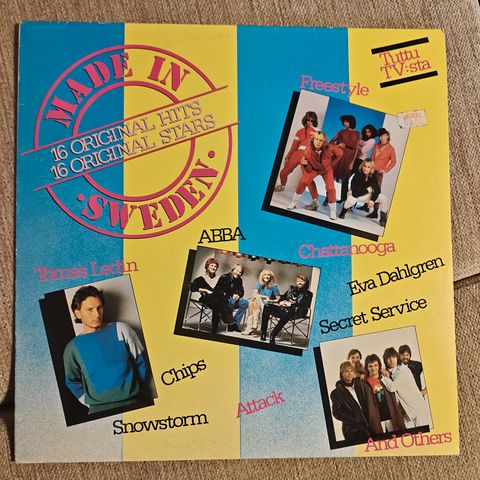 MADE IN
16 ORIGINAL HITS
16 ORIGINAL STARS
·SWEDEN·
Tuttu
TV:sta
Freestyle
Chattanooga
ABBA
Eva Dahlgren
Tomas Ledin
Secret Service
Chips
Attack
Snowstorm
And Others